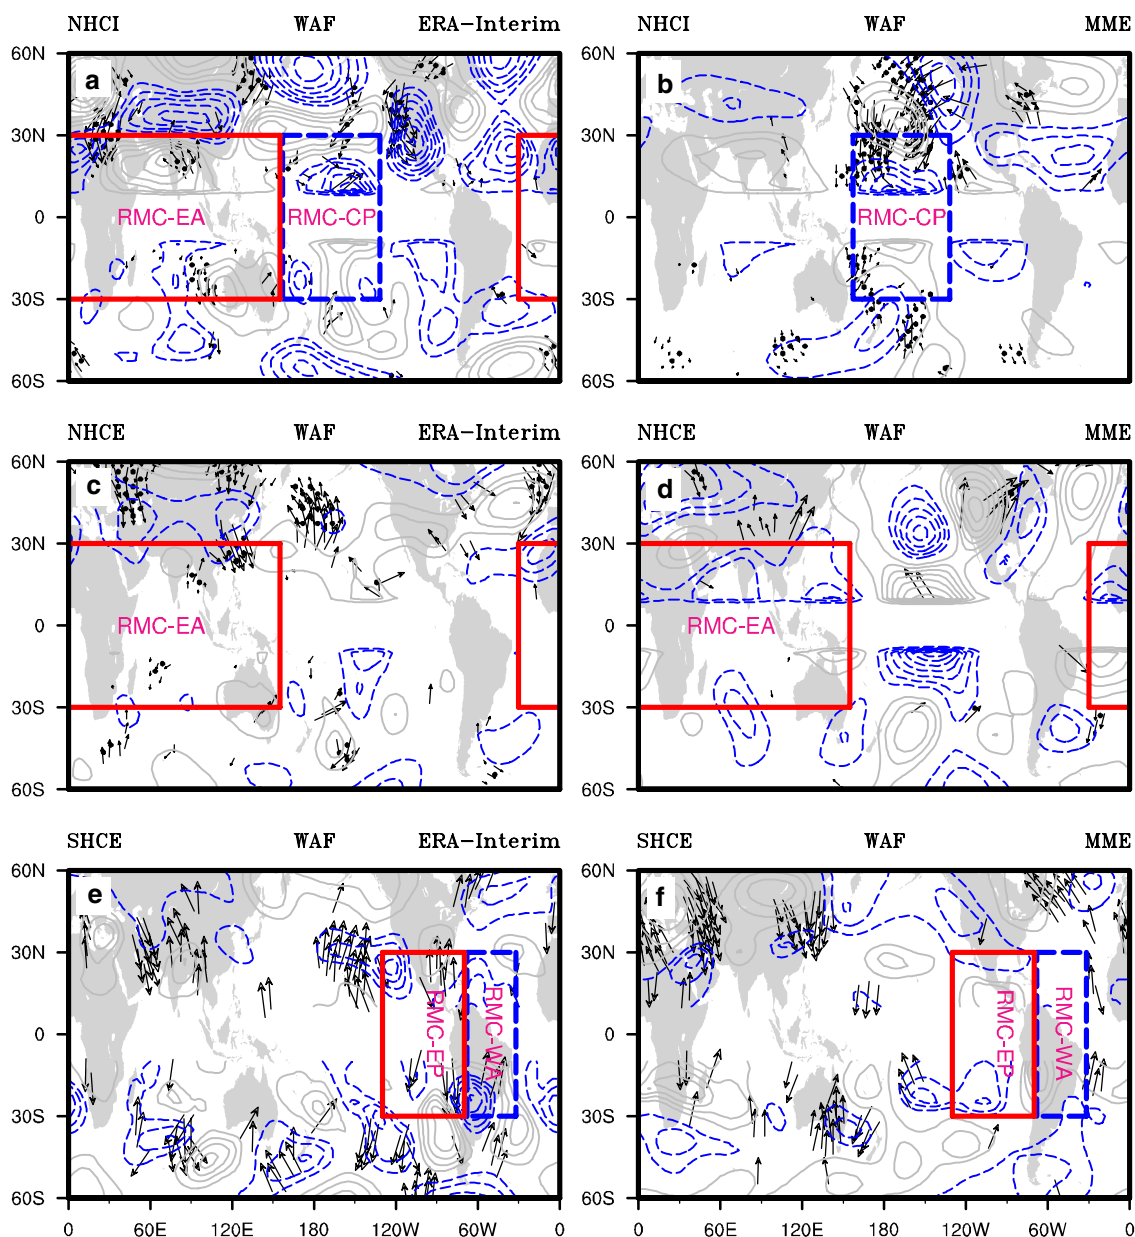 NHCI WAF ERA-Interim
NHCI WAF MME
60N
a
30N
0
RMC-EA RMC-CP
30S
60S
60N
b
30N
0
RMC-CP
30S
60S
NHCE WAF ERA-Interim
NHCE WAF MME
60N
c
30N
0
RMC-EA
30S
60S
60N
d
30N
0
RMC-EA
30S
60S
SHCE WAF ERA-Interim
SHCE WAF MME
60N
e
30N
0
RMC-EP
RMC-WA
30S
60S
0 60E 120E 180 120W 60W 0
60N
f
30N
0
RMC-EP
RMC-WA
30S
60S
0 60E 120E 180 120W 60W 0